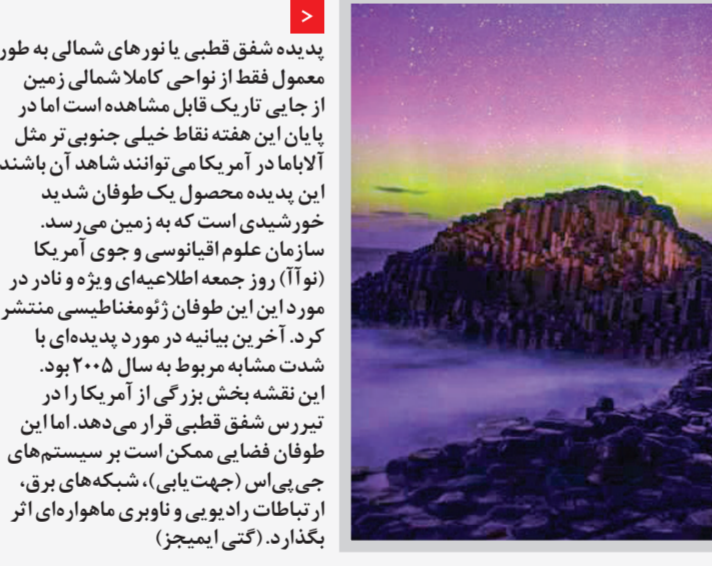 پدیده شفق قطبی یا نورهای شمالی به طور
معمول فقط از نواحی کاملا شمالی زمین
از جایی تاریک قابل مشاهده است اما در
پایان این هفته نقاط خیلی جنوبی‌تر مثل
آلاباما در آمریکا می‌توانند شاهد آن باشند
این پدیده محصول یک طوفان شدید
خورشیدی است که به زمین می‌رسد.
سازمان علوم اقیانوسی و جوی آمریکا
(نوآآ) روز جمعه اطلاعیه‌ای ویژه و نادر در
مورد این این طوفان ژئومغناطیسی منتشر
کرد. آخرین بیانیه در مورد پدیده‌ای با
شدت مشابه مربوط به سال ۲۰۰۵ بود.
این نقشه بخش بزرگی از آمریکا را در
تیررس شفق قطبی قرار می‌دهد. اما این
طوفان فضایی ممکن است بر سیستم‌های
جی‌پی‌اس (جهت‌یابی)، شبکه‌های برق،
ارتباطات رادیویی و ناوبری ماهواره‌ای اثر
بگذارد. (گتی ایمیجز)